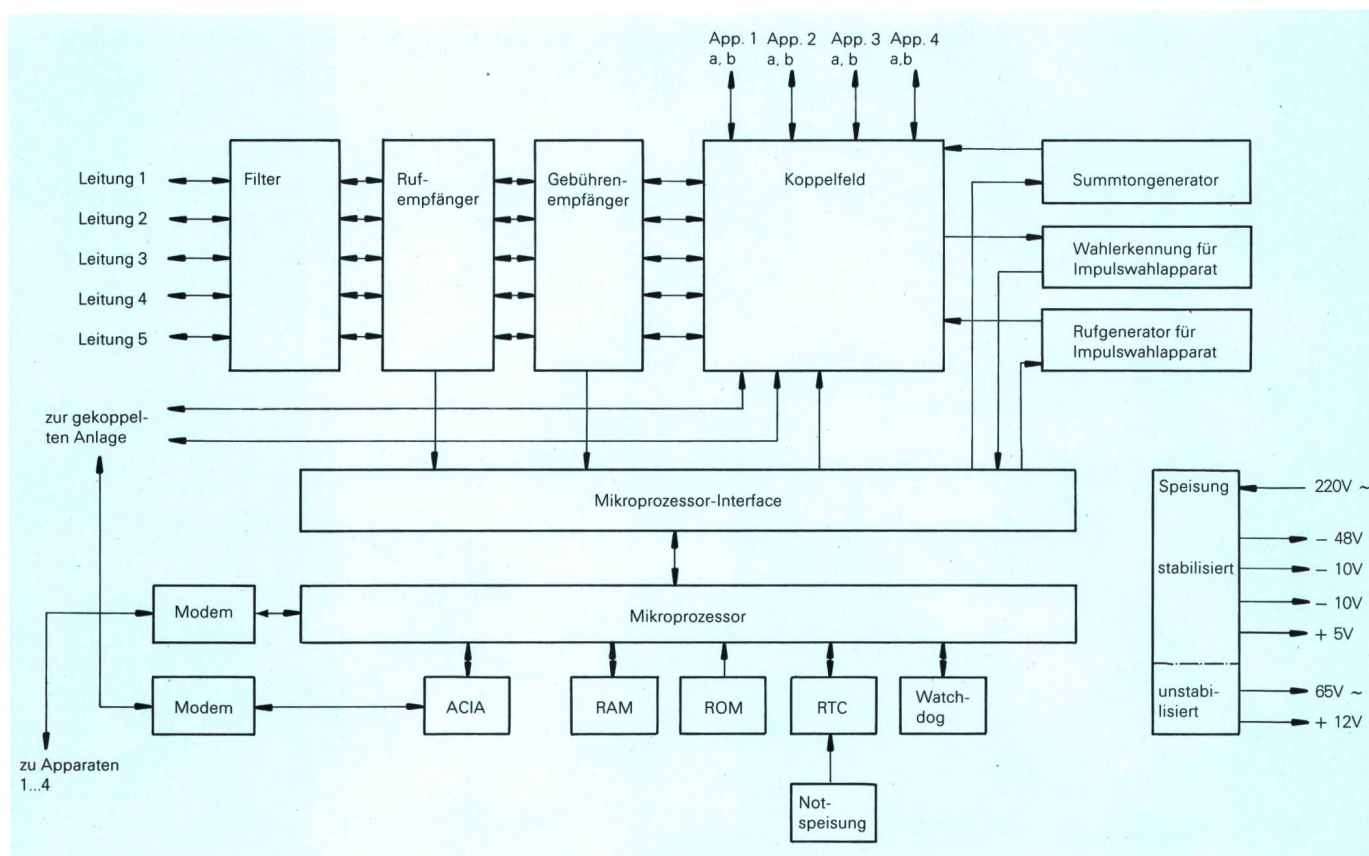 App. 1 App. 2 App. 3 App. 4
a, b a, b a, b a,b
Leitung 1
Leitung 2
Leitung 3
Leitung 4
Leitung 5
Filter
Ruf-
empfänger
Gebühren-
empfänger
Koppelfeld
Summtongenerator
Wahlerkennung für
Impulswahlapparat
Rufgenerator für
Impulswahlapparat
zur gekoppel-
ten Anlage
Mikroprozessor-Interface
Mikroprozessor
Modem
Modem
ACIA
RAM
ROM
RTC
Watch-
dog
Not-
speisung
zu Apparaten
1...4
Speisung
220V ~
– 48V
stabilisiert
– 10V
– 10V
+ 5V
unstabi-
lisiert
65V ~
+ 12V